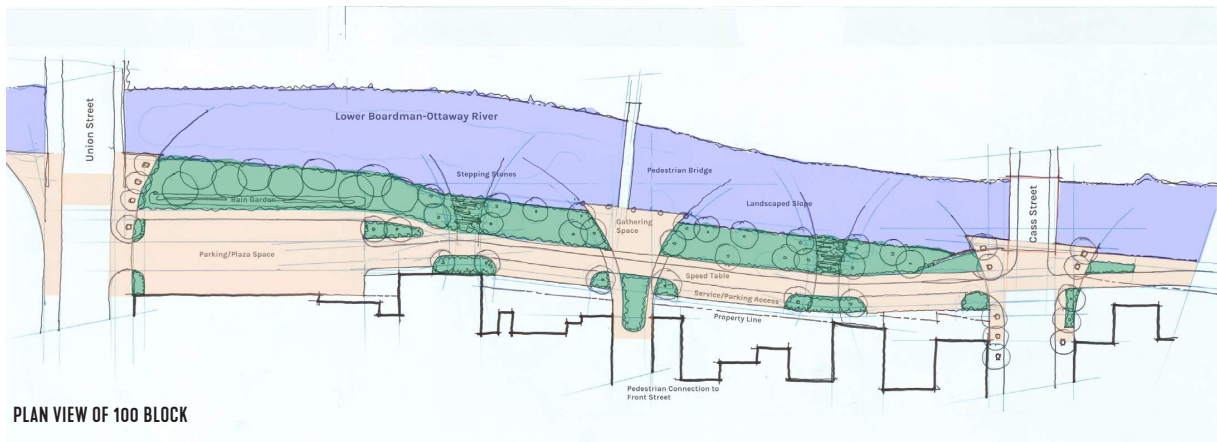 Union Street
Lower Boardman-Ottaway River
Stepping Stones
Pedestrian Bridge
Cass Street
Rain Garden
Landscaped Slope
Gathering
Space
Parking/Plaza Space
Speed Table
Service/Parking Access
Property Line
Pedestrian Connection to
Front Street
PLAN VIEW OF 100 BLOCK